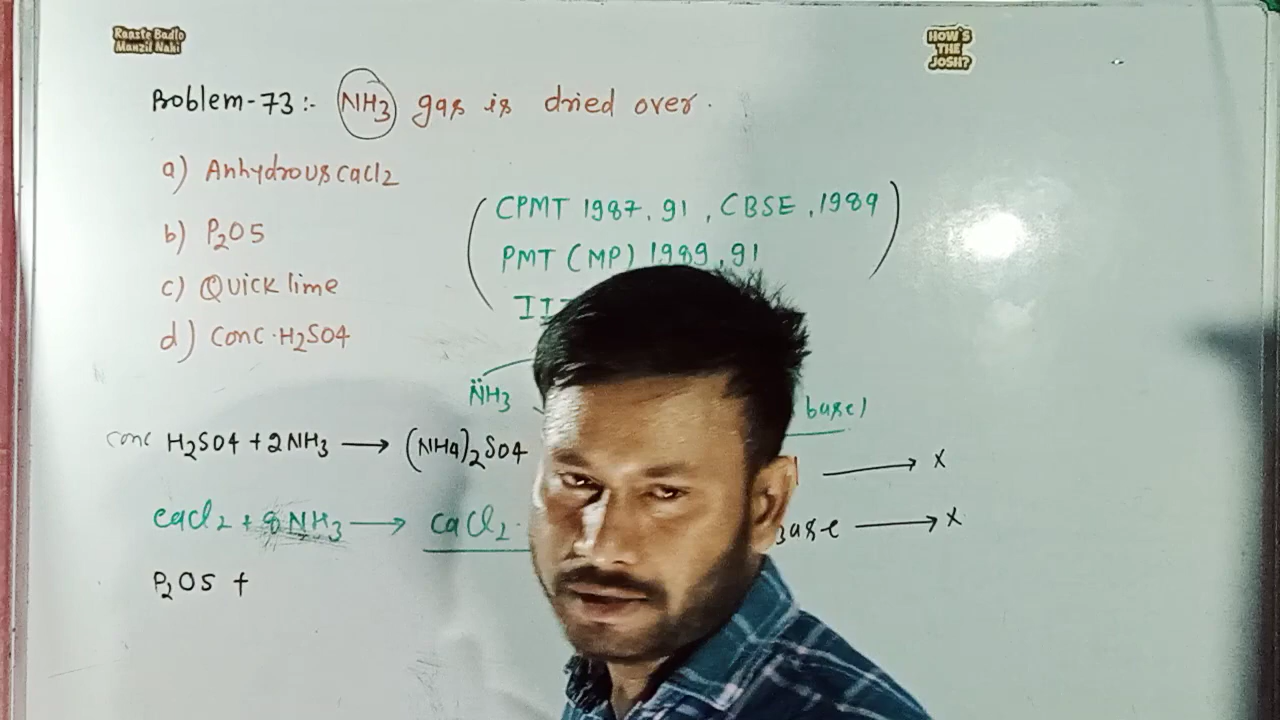 Raaste Badlo
Manzil Nahi
HOW'S
THE
JOSH?
Problem-73:- NH3 gas is dried over.
a) Anhydrous CaCl2
b) P2O5
c) Quick lime
d) Conc. H2SO4
(CPMT 1987, 91, CBSE, 1989
PMT (MP) 1989, 91
N̈H3
base)
Conc H2SO4 + 2NH3 → (NH4)2SO4
→ X
CaCl2 + 8NH3 → CaCl2.
base → X
P2O5 +